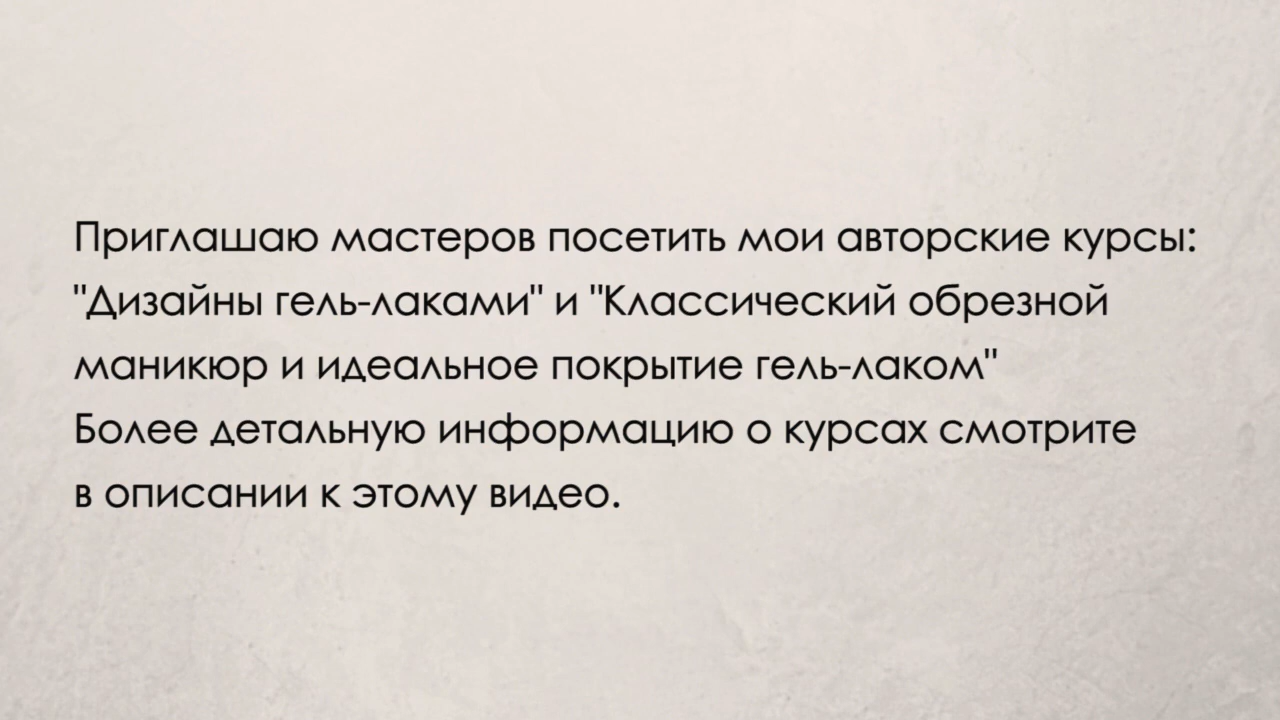 Приглашаю мастеров посетить мои авторские курсы:
"Дизайны гель-лаками" и "Классический обрезной
маникюр и идеальное покрытие гель-лаком"
Более детальную информацию о курсах смотрите
в описании к этому видео.